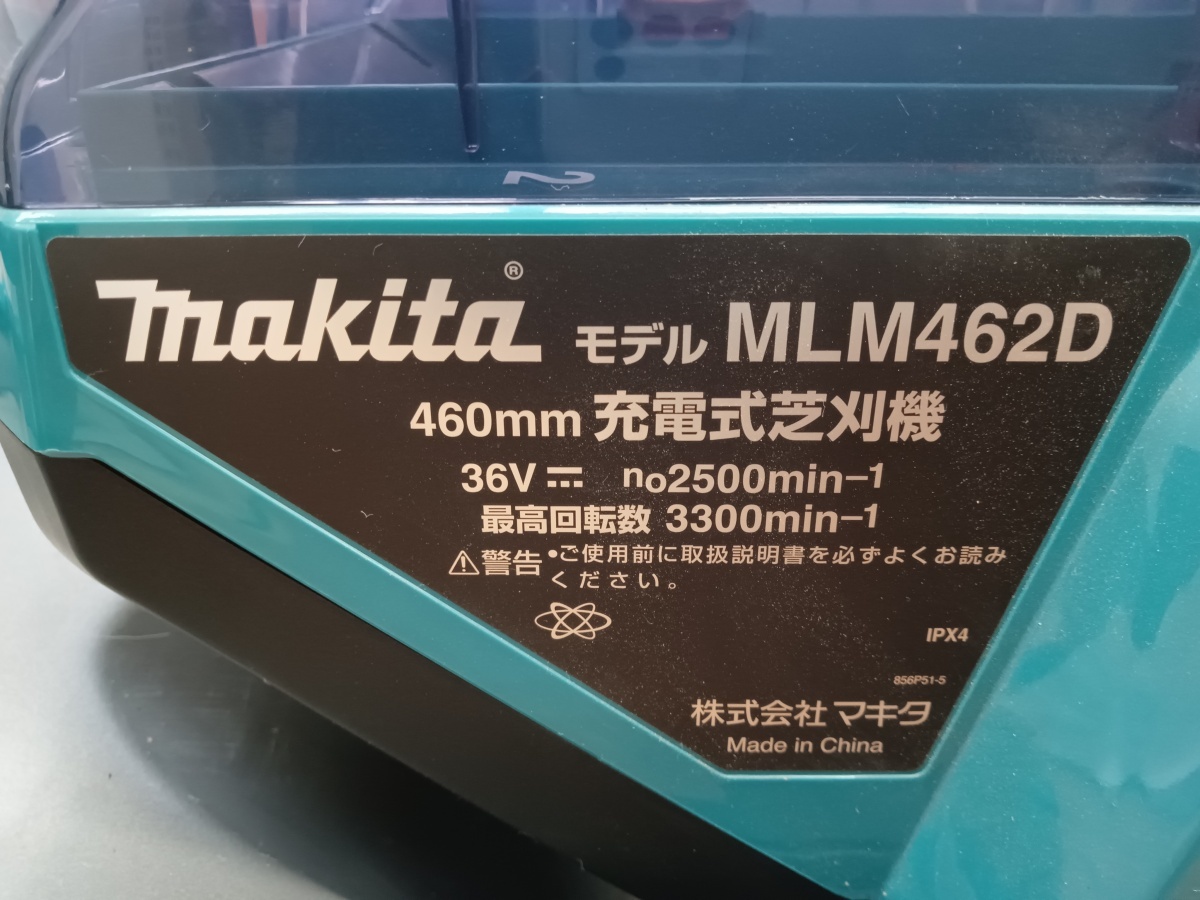 2
makita®
モデル MLM462D
460mm 充電式芝刈機
36V⎓ no2500min-1
最高回転数 3300min-1
⚠警告 •ご使用前に取扱説明書を必ずよくお読み
ください。
IPX4
856P51-5
株式会社 マキタ
Made in China